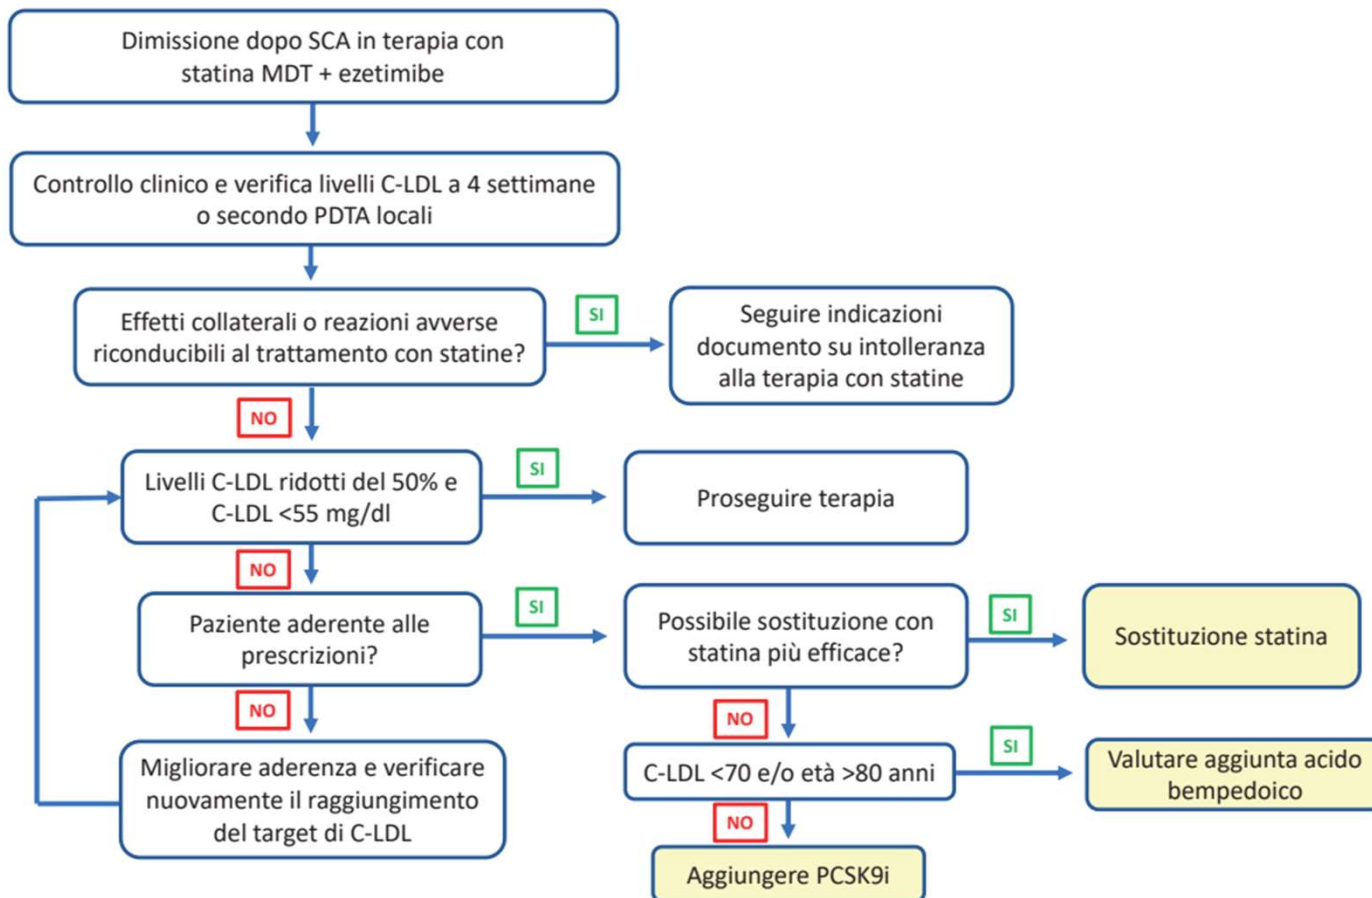 Dimissione dopo SCA in terapia con
statina MDT + ezetimibe
Controllo clinico e verifica livelli C-LDL a 4 settimane
o secondo PDTA locali
Effetti collaterali o reazioni avverse
riconducibili al trattamento con statine?
SI
Seguire indicazioni
documento su intolleranza
alla terapia con statine
NO
Livelli C-LDL ridotti del 50% e
C-LDL <55 mg/dl
SI
Proseguire terapia
NO
Paziente aderente alle
prescrizioni?
SI
Possibile sostituzione con
statina più efficace?
SI
Sostituzione statina
NO
Migliorare aderenza e verificare
nuovamente il raggiungimento
del target di C-LDL
NO
C-LDL <70 e/o età >80 anni
SI
Valutare aggiunta acido
bempedoico
NO
Aggiungere PCSK9i